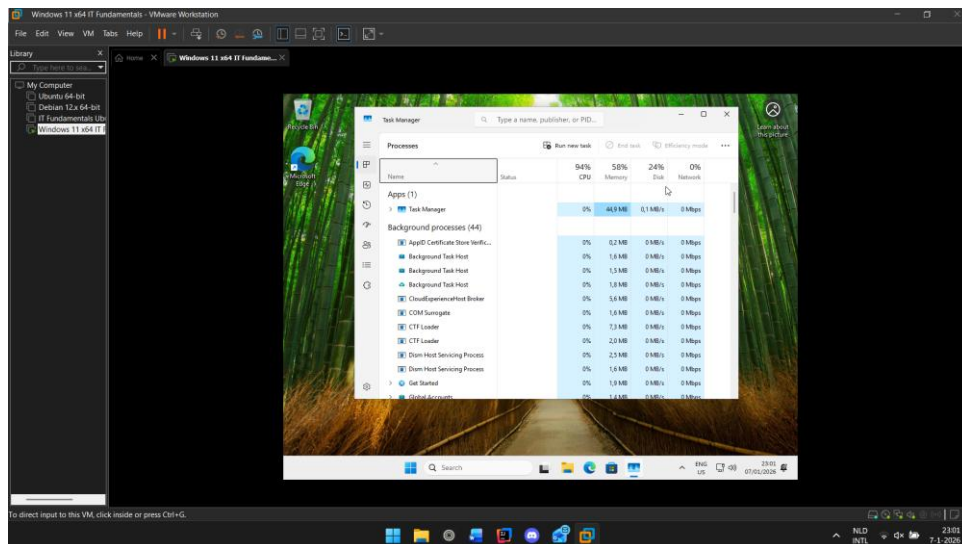 Windows 11 x64 IT Fundamentals - VMware Workstation
File Edit View VM Tabs Help
Library X
Home X Windows 11 x64 IT Fundame... X
Type here to sea...
My Computer
Ubuntu 64-bit
Debian 12.x 64-bit
IT Fundamentals Ub
Windows 11 x64 IT F
Recycle Bin
Microsoft Edge
Learn about this picture
Task Manager
Type a name, publisher, or PID...
Processes
Run new task End task Efficiency mode
94% 58% 24% 0%
Name Status CPU Memory Disk Network
Apps (1)
Task Manager 0% 44,9 MB 0,1 MB/s 0 Mbps
Background processes (44)
AppID Certificate Store Verific... 0% 0,2 MB 0 MB/s 0 Mbps
Background Task Host 0% 1,6 MB 0 MB/s 0 Mbps
Background Task Host 0% 1,5 MB 0 MB/s 0 Mbps
Background Task Host 0% 1,8 MB 0 MB/s 0 Mbps
CloudExperienceHost Broker 0% 5,6 MB 0 MB/s 0 Mbps
COM Surrogate 0% 1,6 MB 0 MB/s 0 Mbps
CTF Loader 0% 7,3 MB 0 MB/s 0 Mbps
CTF Loader 0% 2,0 MB 0 MB/s 0 Mbps
Dism Host Servicing Process 0% 2,5 MB 0 MB/s 0 Mbps
Dism Host Servicing Process 0% 1,6 MB 0 MB/s 0 Mbps
Get Started 0% 1,9 MB 0 MB/s 0 Mbps
Global Accounts 0% 1,4 MB 0 MB/s 0 Mbps
Search
ENG
US
23:01
07/01/2026
To direct input to this VM, click inside or press Ctrl+G.
NLD
INTL
23:01
7-1-2026